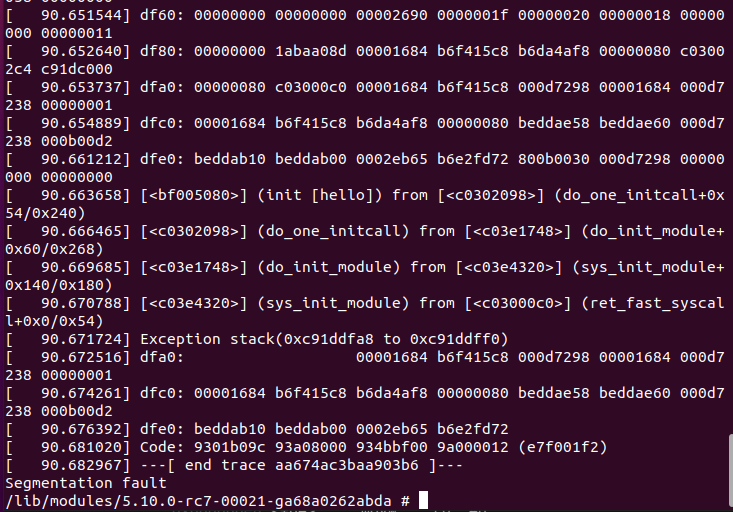 [   90.651544] df60: 00000000 00000000 00002690 0000001f 00000020 00000018 00000
000 00000011
[   90.652640] df80: 00000000 1abaa08d 00001684 b6f415c8 b6da4af8 00000080 c0300
2c4 c91dc000
[   90.653737] dfa0: 00000080 c03000c0 00001684 b6f415c8 000d7298 00001684 000d7
238 00000001
[   90.654889] dfc0: 00001684 b6f415c8 b6da4af8 00000080 beddae58 beddae60 000d7
238 000b00d2
[   90.661212] dfe0: beddab10 beddab00 0002eb65 b6e2fd72 800b0030 000d7298 00000
000 00000000
[   90.663658] [<bf005080>] (init [hello]) from [<c0302098>] (do_one_initcall+0x
54/0x240)
[   90.666465] [<c0302098>] (do_one_initcall) from [<c03e1748>] (do_init_module+
0x60/0x268)
[   90.669685] [<c03e1748>] (do_init_module) from [<c03e4320>] (sys_init_module+
0x140/0x180)
[   90.670788] [<c03e4320>] (sys_init_module) from [<c03000c0>] (ret_fast_syscal
l+0x0/0x54)
[   90.671724] Exception stack(0xc91ddfa8 to 0xc91ddff0)
[   90.672516] dfa0:                   00001684 b6f415c8 000d7298 00001684 000d7
238 00000001
[   90.674261] dfc0: 00001684 b6f415c8 b6da4af8 00000080 beddae58 beddae60 000d7
238 000b00d2
[   90.676392] dfe0: beddab10 beddab00 0002eb65 b6e2fd72
[   90.681020] Code: 9301b09c 93a08000 934bbf00 9a000012 (e7f001f2)
[   90.682967] ---[ end trace aa674ac3baa903b6 ]---
Segmentation fault
/lib/modules/5.10.0-rc7-00021-ga68a0262abda #